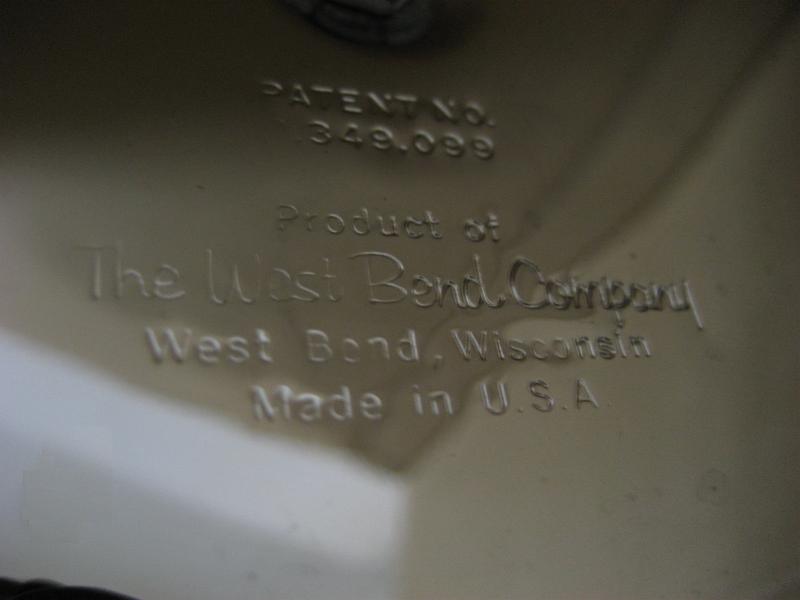 PATENT NO.
349.099
Product of
The West Bend Company
West Bend, Wisconsin
Made in U.S.A.